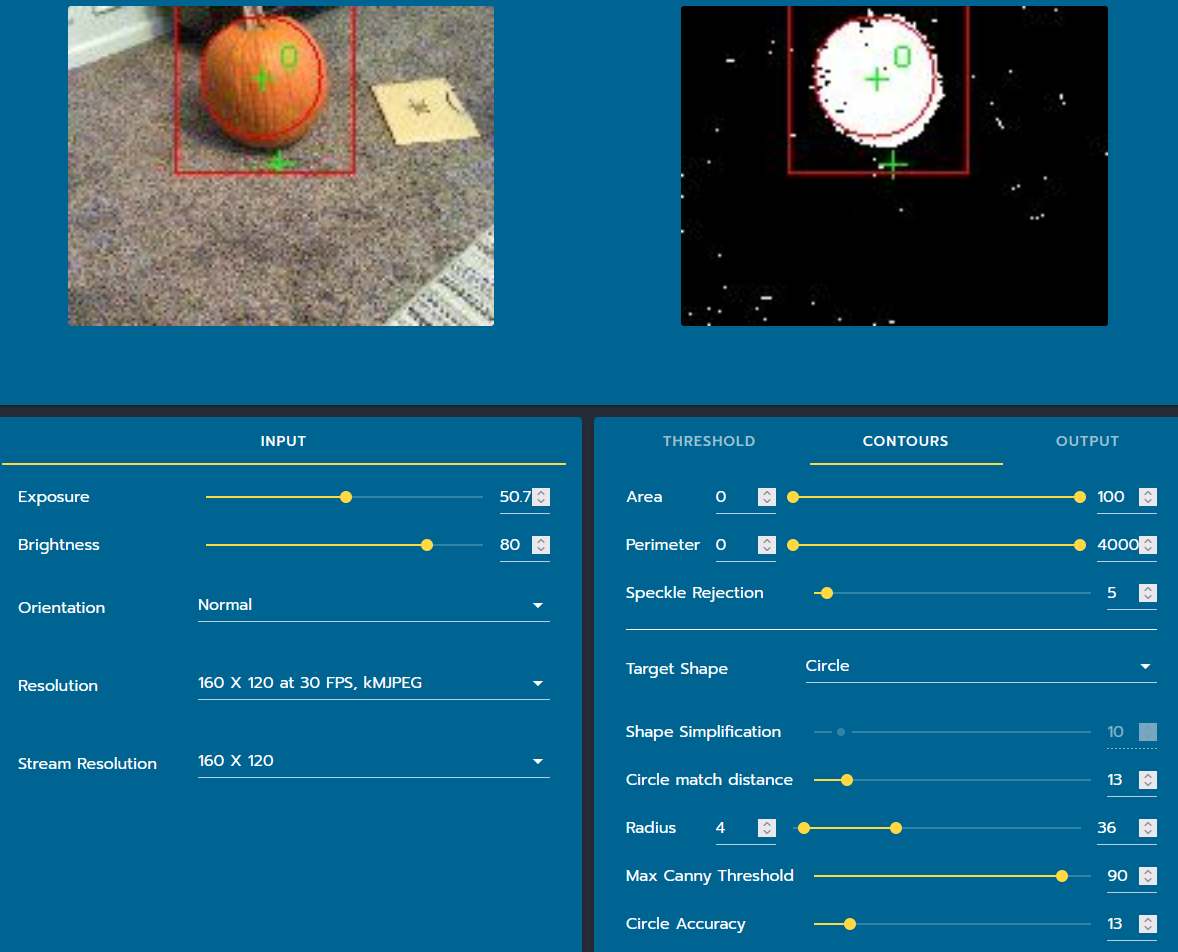 0
0
INPUT
Exposure 50.7
Brightness 80
Orientation Normal
Resolution 160 X 120 at 30 FPS, kMJPEG
Stream Resolution 160 X 120
THRESHOLD CONTOURS OUTPUT
Area 0 100
Perimeter 0 4000
Speckle Rejection 5
Target Shape Circle
Shape Simplification 10
Circle match distance 13
Radius 4 36
Max Canny Threshold 90
Circle Accuracy 13